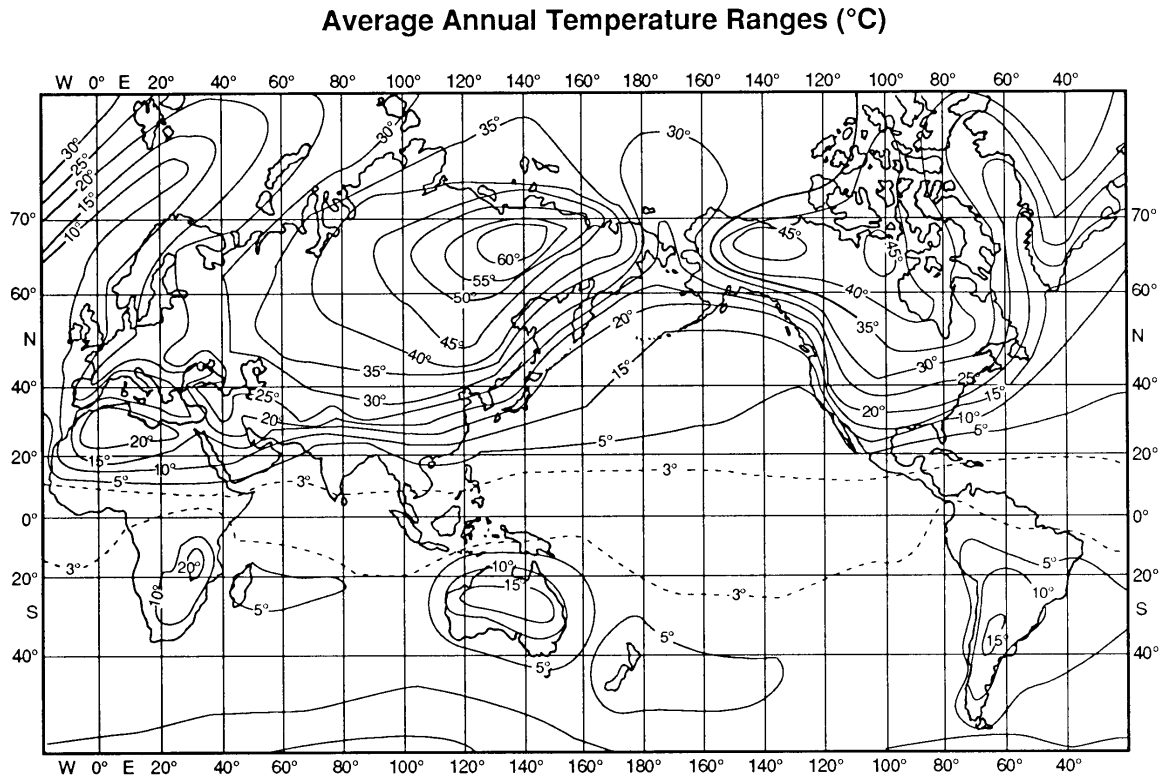 Average Annual Temperature Ranges (°C)
W 0° E 20° 40° 60° 80° 100° 120° 140° 160° 180° 160° 140° 120° 100° 80° 60° 40°
30° 25° 20° 15° 10° 30° 35° 30°
70° 45° 45° 70°
60° 55° 50° 40°
60° 20° 35° 60°
N 45° 40° 35° 15° 30° N
40° 25° 30° 25° 15° 40°
20° 20° 10°
20° 5° 5°
15° 10° 3°
20° 20°
5° 3°
0° 0°
3° 20° 10° 5°
20° 10° 15° 10° 20°
5° 3°
S S
5° 15°
40° 5° 40°
W 0° E 20° 40° 60° 80° 100° 120° 140° 160° 180° 160° 140° 120° 100° 80° 60° 40°